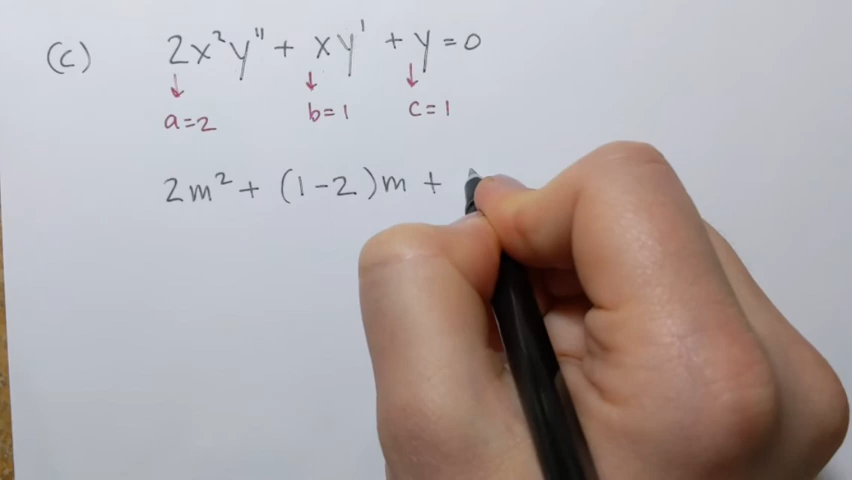 (c) 2x²y'' + xy' + y = 0
a=2 b=1 c=1
2m² + (1-2)m +